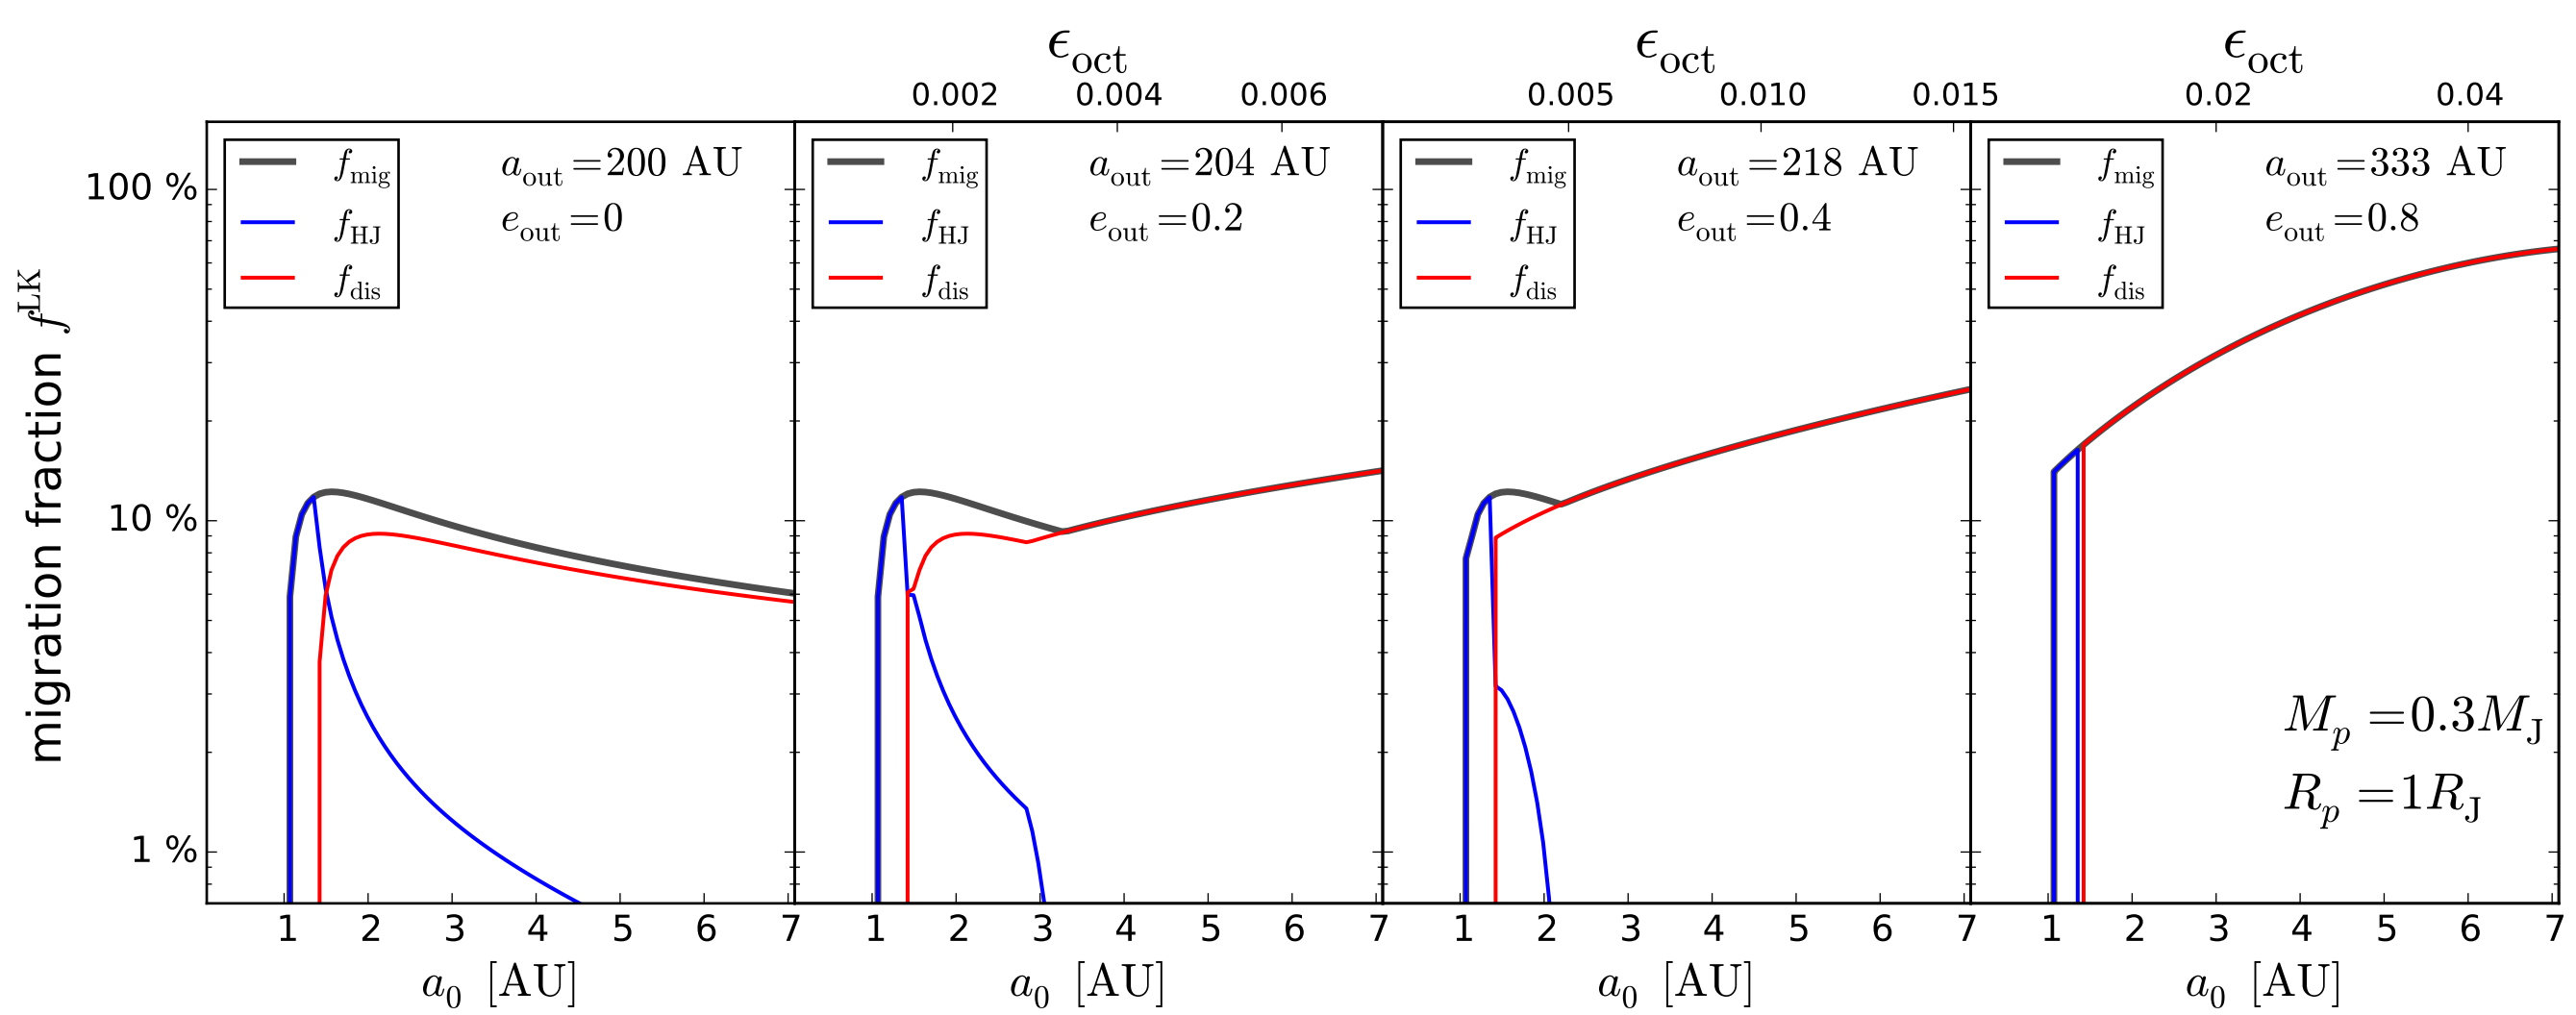 ϵoct ϵoct ϵoct
0.002 0.004 0.006 0.005 0.010 0.015 0.02 0.04
migration fraction f^LK
100 %
10 %
1 %
fmig
fHJ
fdis
aout = 200 AU
eout = 0
fmig
fHJ
fdis
aout = 204 AU
eout = 0.2
fmig
fHJ
fdis
aout = 218 AU
eout = 0.4
fmig
fHJ
fdis
aout = 333 AU
eout = 0.8
Mp = 0.3MJ
Rp = 1RJ
1 2 3 4 5 6 7 1 2 3 4 5 6 7 1 2 3 4 5 6 7 1 2 3 4 5 6 7
a0 [AU] a0 [AU] a0 [AU] a0 [AU]